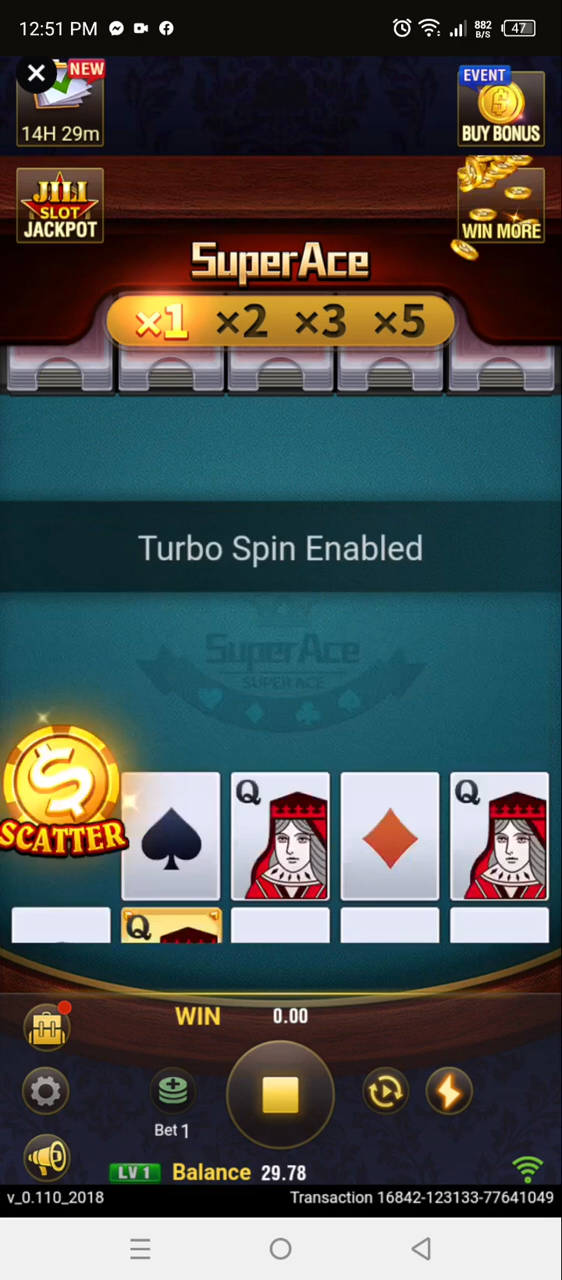 12:51 PM
882
B/S
47
NEW
14H 29m
EVENT
BUY BONUS
JILI
SLOT
JACKPOT
WIN MORE
SuperAce
×1 ×2 ×3 ×5
Turbo Spin Enabled
SuperAce
SUPER ACE
SCATTER
Q
Q
Q
WIN 0.00
Bet 1
LV 1 Balance 29.78
v_0.110_2018
Transaction 16842-123133-77641049